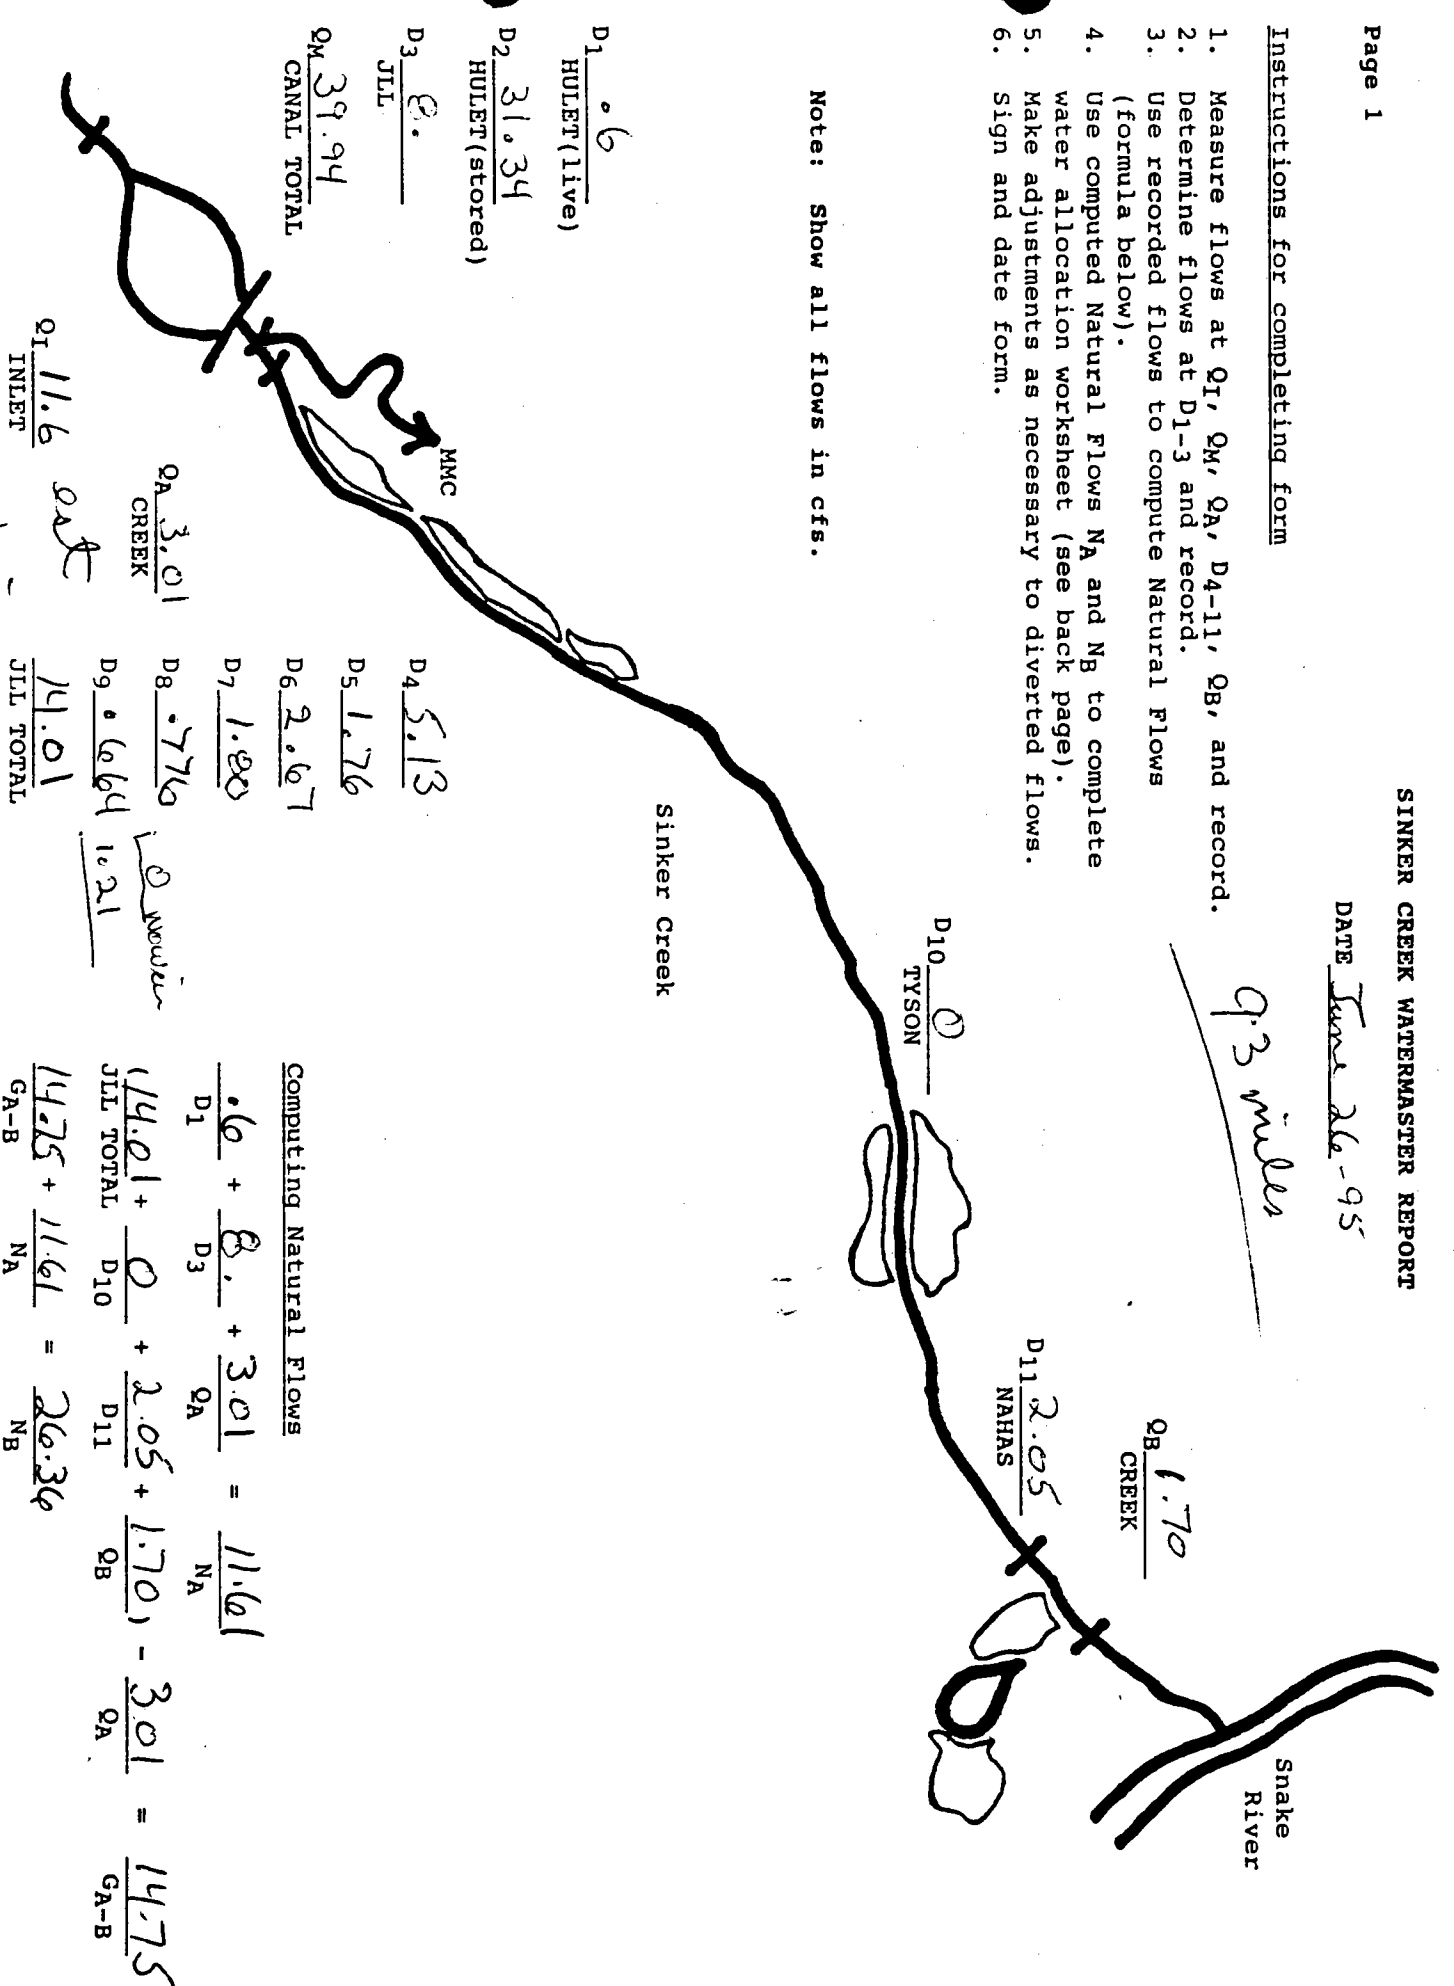 Page 1
SINKER CREEK WATERMASTER REPORT
DATE June 26-95
Instructions for completing form
1. Measure flows at QI, QM, QA, D4-11, QB, and record.
2. Determine flows at D1-3 and record.
3. Use recorded flows to compute Natural Flows
(formula below).
4. Use computed Natural Flows NA and NB to complete
water allocation worksheet (see back page).
5. Make adjustments as necessary to diverted flows.
6. Sign and date form.
9.3 miles
Note: Show all flows in cfs.
QB 1.70
CREEK
Snake
River
D11 2.05
NAHAS
D10 0
TYSON
Sinker Creek
D1 .6
HULET(live)
D2 31.34
HULET(stored)
D3 8.
JLL
QM 39.94
CANAL TOTAL
MMC
QA 3.01
CREEK
QI 11.6 est
INLET
D4 5.13
D5 1.76
D6 2.67
D7 1.80
D8 .776
D9 .664 1.21
14.01
JLL TOTAL
Computing Natural Flows
.6 + 8. + 3.01 = 11.61
D1 D3 QA NA
(14.01 + 0 + 2.05 + 1.70) - 3.01 = 14.75
JLL TOTAL D10 D11 QB QA GA-B
14.75 + 11.61 = 26.36
GA-B NA NB